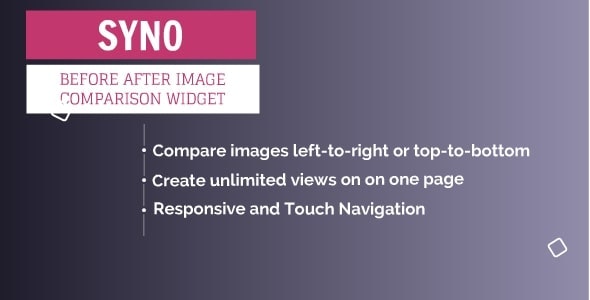 SYNO
BEFORE AFTER IMAGE
COMPARISON WIDGET
• Compare images left-to-right or top-to-bottom
• Create unlimited views on on one page
• Responsive and Touch Navigation